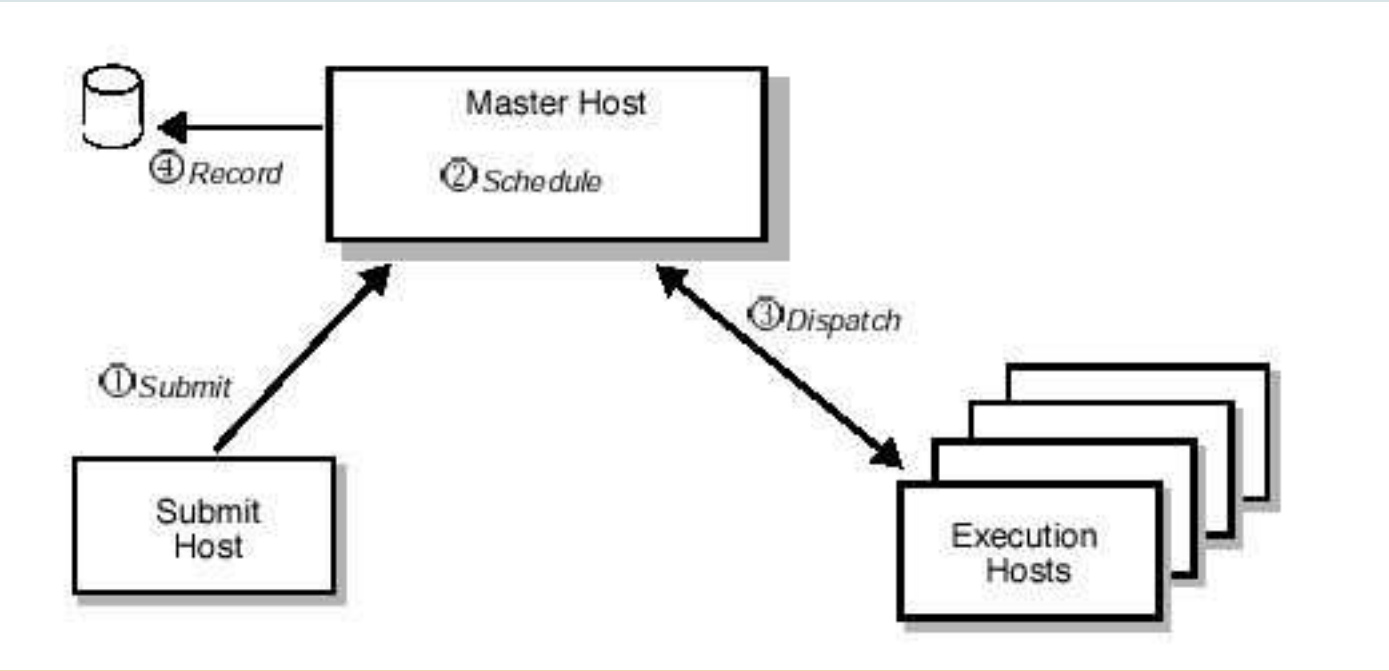 Master Host
④Record
②Schedule
③Dispatch
①Submit
Submit
Host
Execution
Hosts